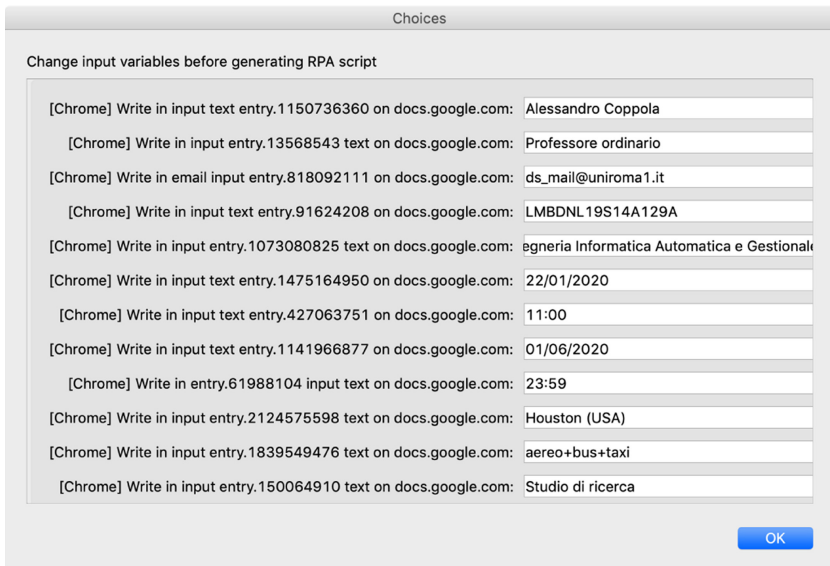 Choices
Change input variables before generating RPA script
[Chrome] Write in input text entry.1150736360 on docs.google.com: Alessandro Coppola
[Chrome] Write in input entry.13568543 text on docs.google.com: Professore ordinario
[Chrome] Write in email input entry.818092111 on docs.google.com: ds_mail@uniroma1.it
[Chrome] Write in input text entry.91624208 on docs.google.com: LMBDNL19S14A129A
[Chrome] Write in input entry.1073080825 text on docs.google.com: egneria Informatica Automatica e Gestionale
[Chrome] Write in input text entry.1475164950 on docs.google.com: 22/01/2020
[Chrome] Write in input text entry.427063751 on docs.google.com: 11:00
[Chrome] Write in input text entry.1141966877 on docs.google.com: 01/06/2020
[Chrome] Write in entry.61988104 input text on docs.google.com: 23:59
[Chrome] Write in input entry.2124575598 text on docs.google.com: Houston (USA)
[Chrome] Write in input entry.1839549476 text on docs.google.com: aereo+bus+taxi
[Chrome] Write in input entry.150064910 text on docs.google.com: Studio di ricerca
OK